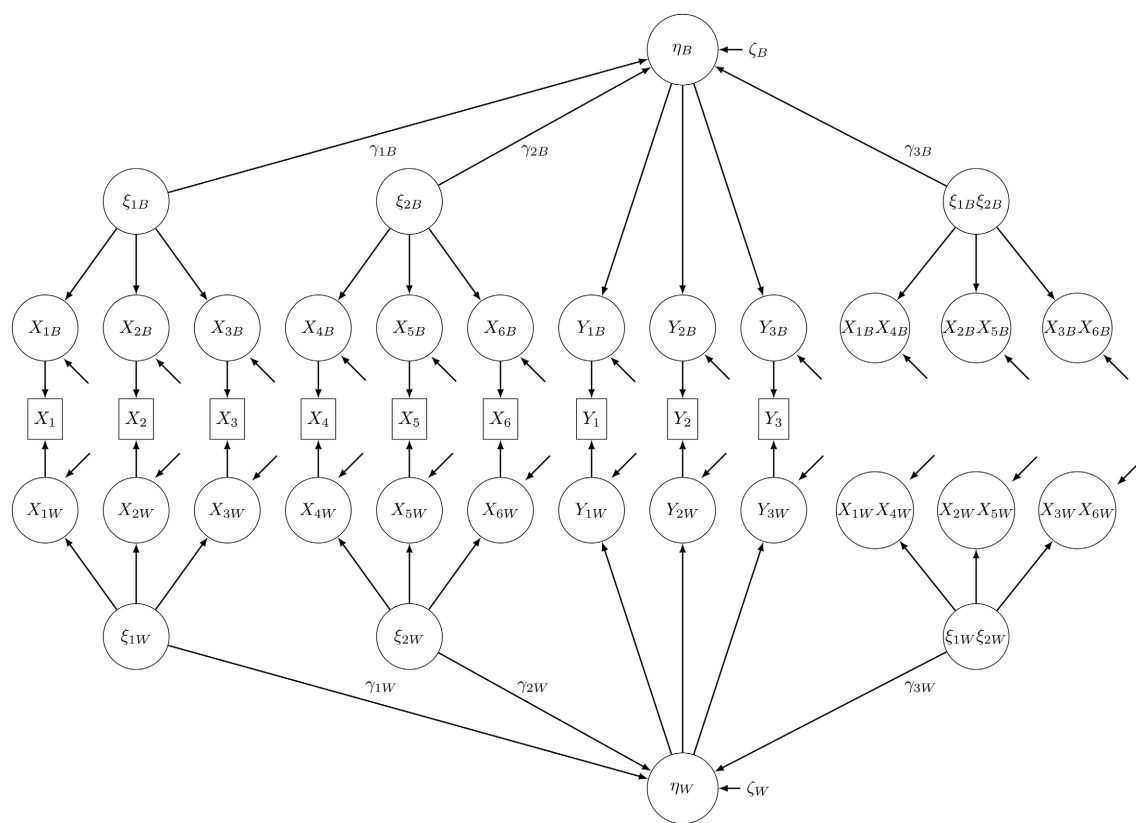 η_B ζ_B
γ_1B γ_2B γ_3B
ξ_1B ξ_2B ξ_1Bξ_2B
X_1B X_2B X_3B X_4B X_5B X_6B Y_1B Y_2B Y_3B X_1BX_4B X_2BX_5B X_3BX_6B
X_1 X_2 X_3 X_4 X_5 X_6 Y_1 Y_2 Y_3
X_1W X_2W X_3W X_4W X_5W X_6W Y_1W Y_2W Y_3W X_1WX_4W X_2WX_5W X_3WX_6W
ξ_1W ξ_2W ξ_1Wξ_2W
γ_1W γ_2W γ_3W
η_W ζ_W